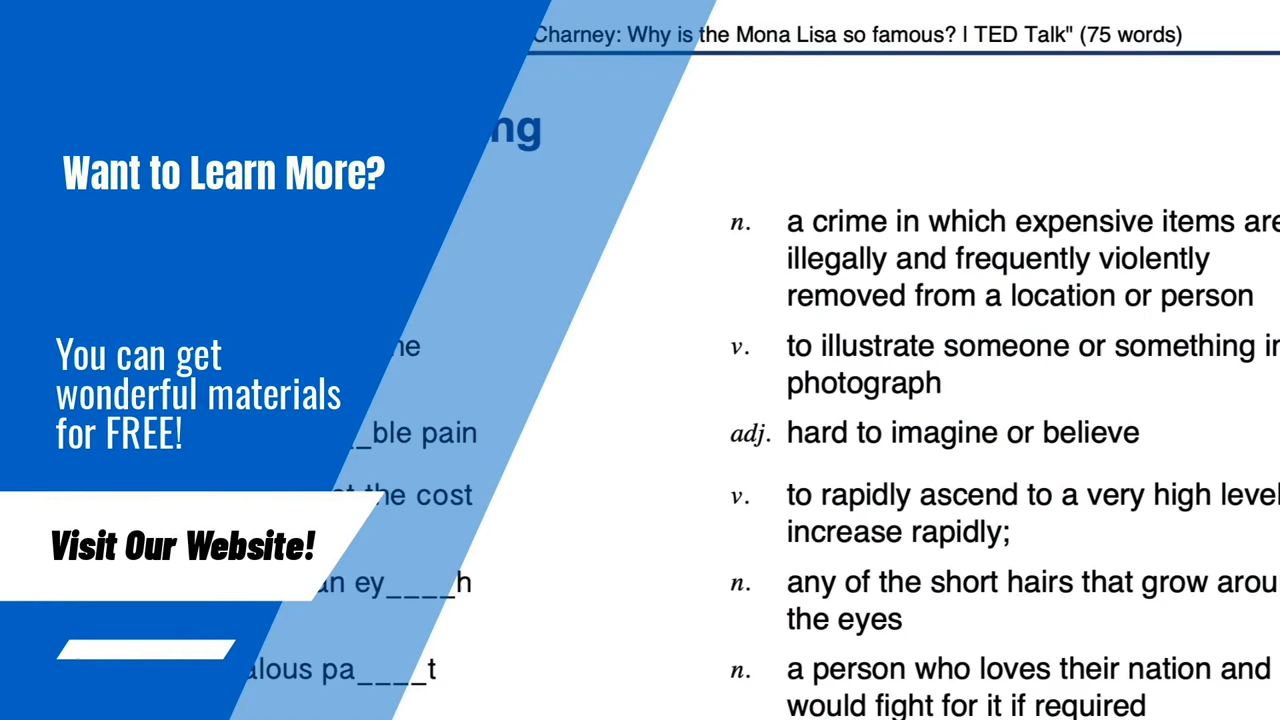 Charney: Why is the Mona Lisa so famous? | TED Talk" (75 words)
ng
Want to Learn More?
You can get
wonderful materials
for FREE!
Visit Our Website!
n. a crime in which expensive items are
illegally and frequently violently
removed from a location or person
v. to illustrate someone or something in
photograph
__ble pain
adj. hard to imagine or believe
the cost
v. to rapidly ascend to a very high level
increase rapidly;
an ey____h
n. any of the short hairs that grow arou
the eyes
alous pa____t
n. a person who loves their nation and
would fight for it if required